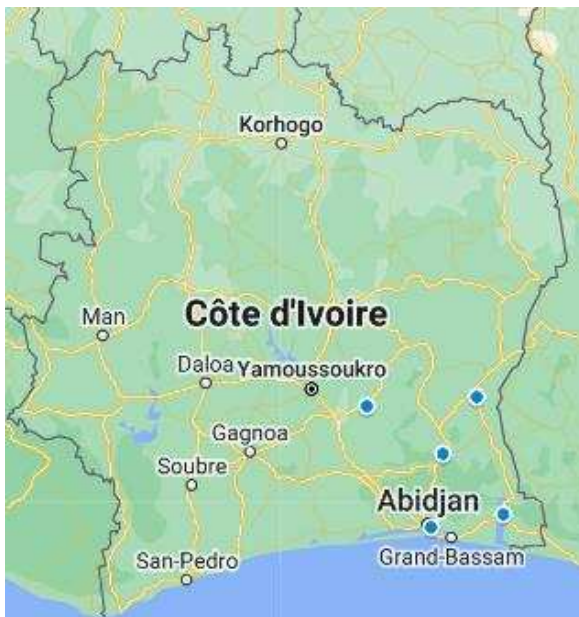 Korhogo
Man
Côte d'Ivoire
Daloa
Yamoussoukro
Gagnoa
Soubre
Abidjan
Grand-Bassam
San-Pedro